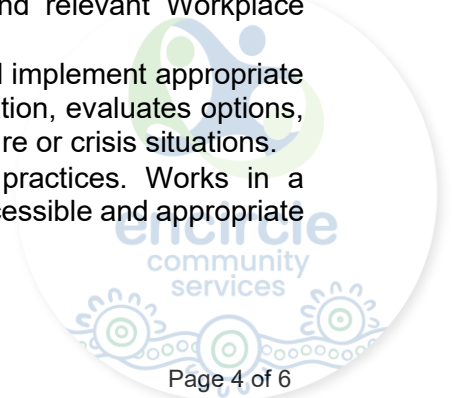 nd relevant Workplace
l implement appropriate
tion, evaluates options,
re or crisis situations.
practices. Works in a
cessible and appropriate
encircle
community
services
Page 4 of 6